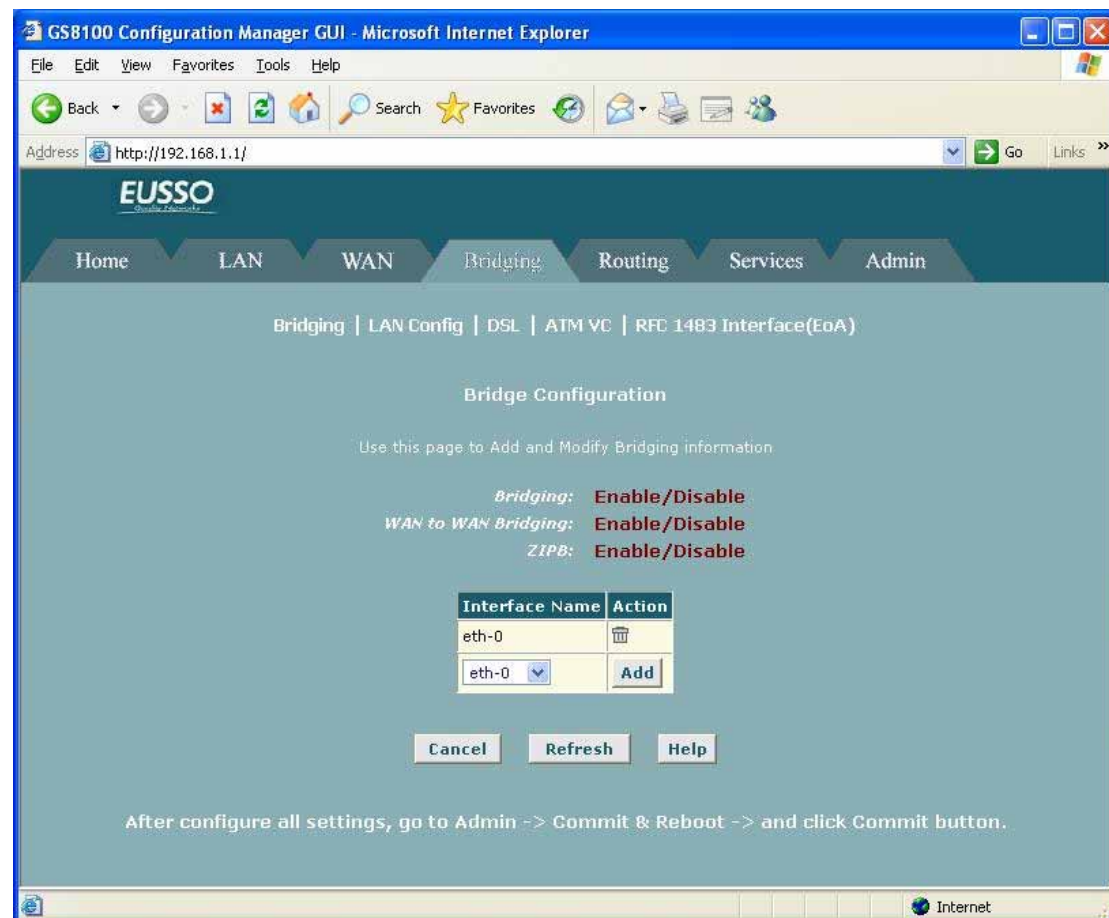 GS8100 Configuration Manager GUI - Microsoft Internet Explorer
File Edit View Favorites Tools Help
Back Search Favorites
Address http://192.168.1.1/ Go Links »
EUSSO
Quality Networks
Home LAN WAN Bridging Routing Services Admin
Bridging | LAN Config | DSL | ATM VC | RFC 1483 Interface(EoA)
Bridge Configuration
Use this page to Add and Modify Bridging information
Bridging: Enable/Disable
WAN to WAN Bridging: Enable/Disable
ZIPB: Enable/Disable
Interface Name Action
eth-0
eth-0 Add
Cancel Refresh Help
After configure all settings, go to Admin -> Commit & Reboot -> and click Commit button.
Internet